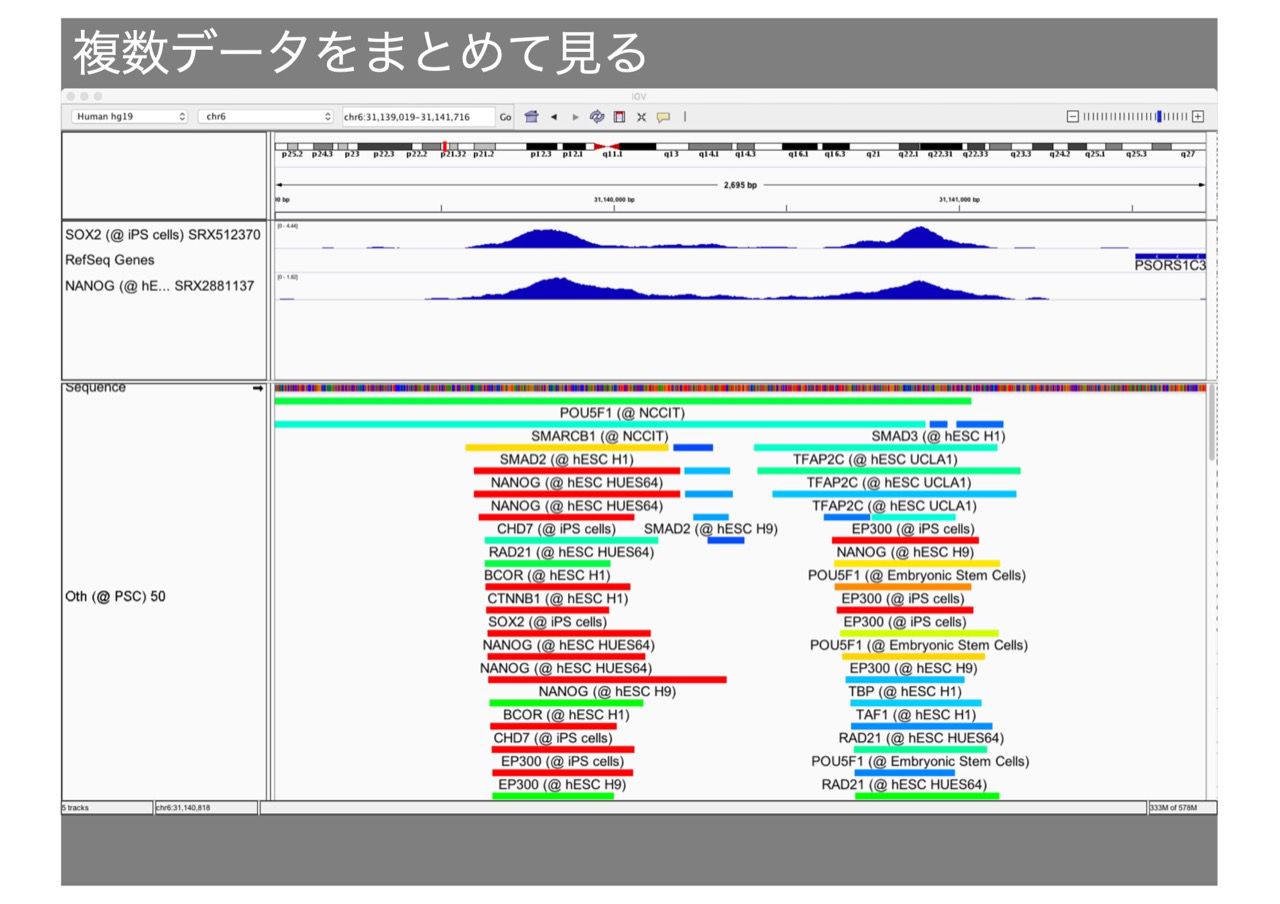 複数データをまとめて見る
IGV
Human hg19 chr6 chr6:31,139,019-31,141,716 Go
p25.2 p24.3 p23 p22.3 p22.2 p21.32 p21.2 p12.3 p12.1 q11.1 q13 q14.1 q14.3 q16.1 q16.3 q21 q22.1 q22.31 q22.33 q23.3 q24.2 q25.1 q25.3 q27
2,695 bp
bp 31,140,000 bp 31,141,000 bp
SOX2 (@ iPS cells) SRX512370 [0 - 4.44]
RefSeq Genes
PSORS1C3
NANOG (@ hE... SRX2881137 [0 - 1.62]
Sequence
POU5F1 (@ NCCIT)
SMARCB1 (@ NCCIT) SMAD3 (@ hESC H1)
SMAD2 (@ hESC H1) TFAP2C (@ hESC UCLA1)
NANOG (@ hESC HUES64) TFAP2C (@ hESC UCLA1)
NANOG (@ hESC HUES64) TFAP2C (@ hESC UCLA1)
CHD7 (@ iPS cells) SMAD2 (@ hESC H9) EP300 (@ iPS cells)
RAD21 (@ hESC HUES64) NANOG (@ hESC H9)
BCOR (@ hESC H1) POU5F1 (@ Embryonic Stem Cells)
Oth (@ PSC) 50 CTNNB1 (@ hESC H1) EP300 (@ iPS cells)
SOX2 (@ iPS cells) EP300 (@ iPS cells)
NANOG (@ hESC HUES64) POU5F1 (@ Embryonic Stem Cells)
NANOG (@ hESC HUES64) EP300 (@ hESC H9)
NANOG (@ hESC H9) TBP (@ hESC H1)
BCOR (@ hESC H1) TAF1 (@ hESC H1)
CHD7 (@ iPS cells) RAD21 (@ hESC HUES64)
EP300 (@ iPS cells) POU5F1 (@ Embryonic Stem Cells)
EP300 (@ hESC H9) RAD21 (@ hESC HUES64)
5 tracks chr6:31,140,818 333M of 578M